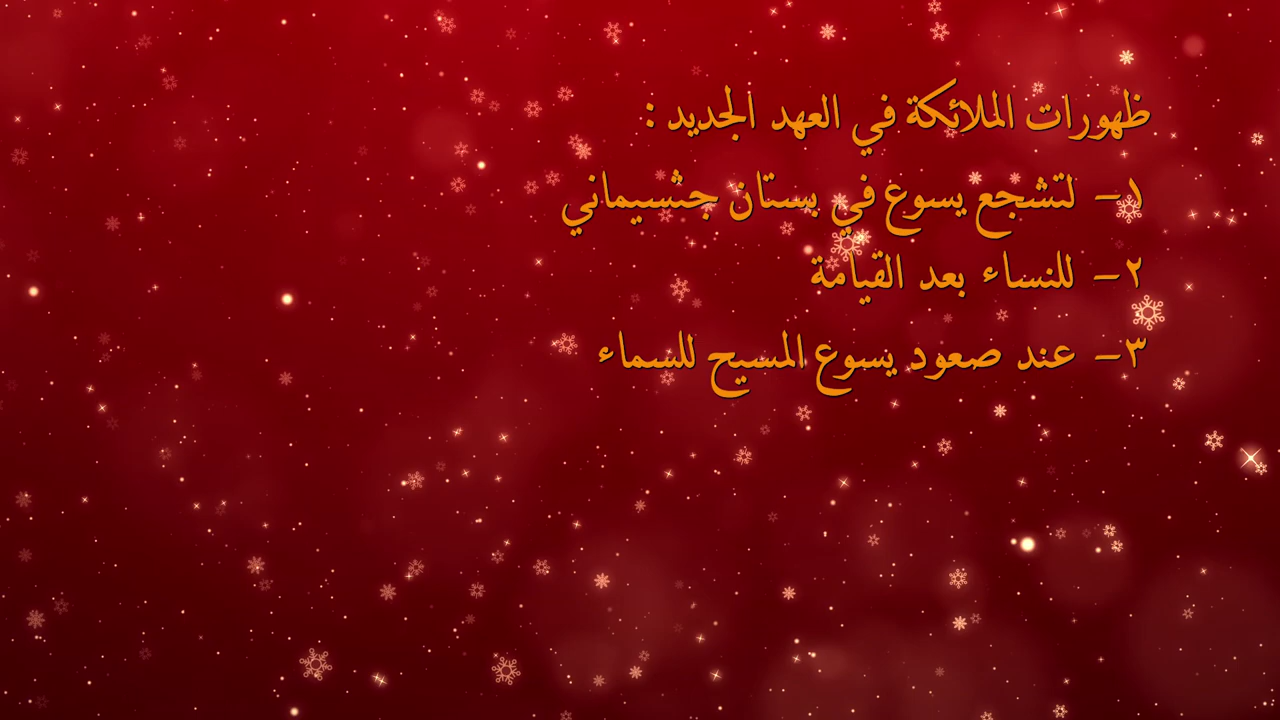 ظهورات الملائكة في العهد الجديد :
١- لتشجع يسوع في بستان جثسيماني
٢- للنساء بعد القيامة
٣- عند صعود يسوع المسيح للسماء